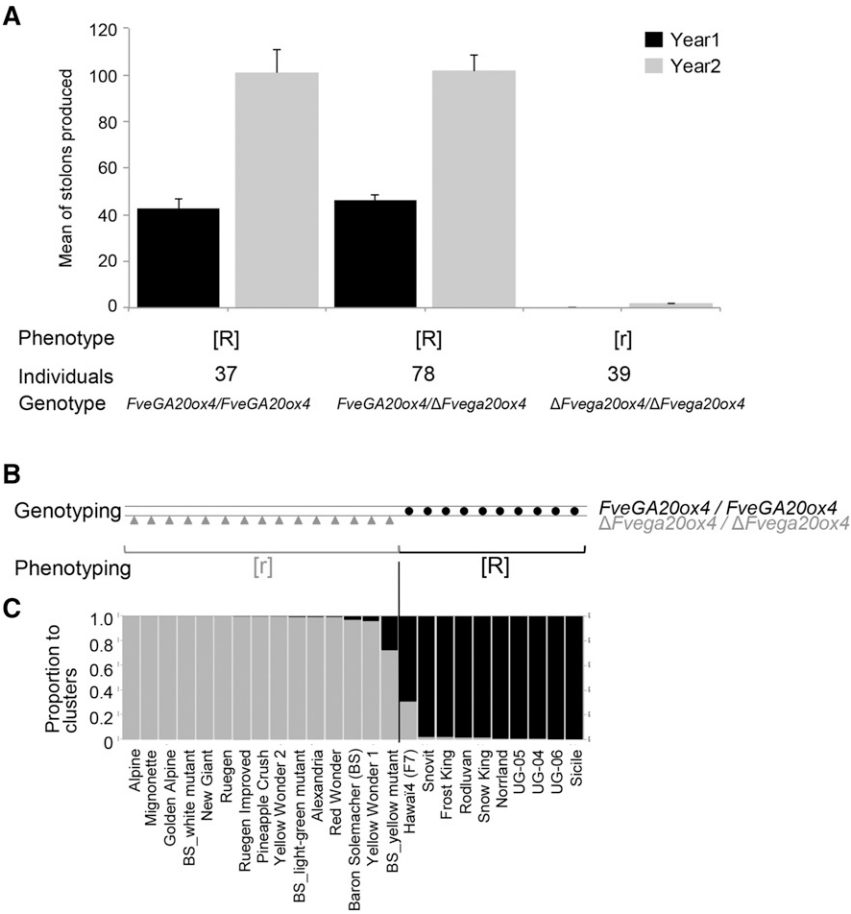 A
120
100
80
60
40
20
0
Mean of stolons produced
Year1
Year2
Phenotype [R] [R] [r]
Individuals 37 78 39
Genotype FveGA20ox4/FveGA20ox4 FveGA20ox4/ΔFvega20ox4 ΔFvega20ox4/ΔFvega20ox4
B
Genotyping FveGA20ox4 / FveGA20ox4
ΔFvega20ox4 / ΔFvega20ox4
Phenotyping [r] [R]
C
Proportion to
clusters
1.0
0.8
0.6
0.4
0.2
0
Alpine
Mignonette
Golden Alpine
BS_white mutant
New Giant
Ruegen
Ruegen Improved
Pineapple Crush
Yellow Wonder 2
BS_light-green mutant
Alexandria
Red Wonder
Baron Solemacher (BS)
Yellow Wonder 1
BS_yellow mutant
Hawaï4 (F7)
Snovit
Frost King
Rodluvan
Snow King
Norrland
UG-05
UG-04
UG-06
Sicile